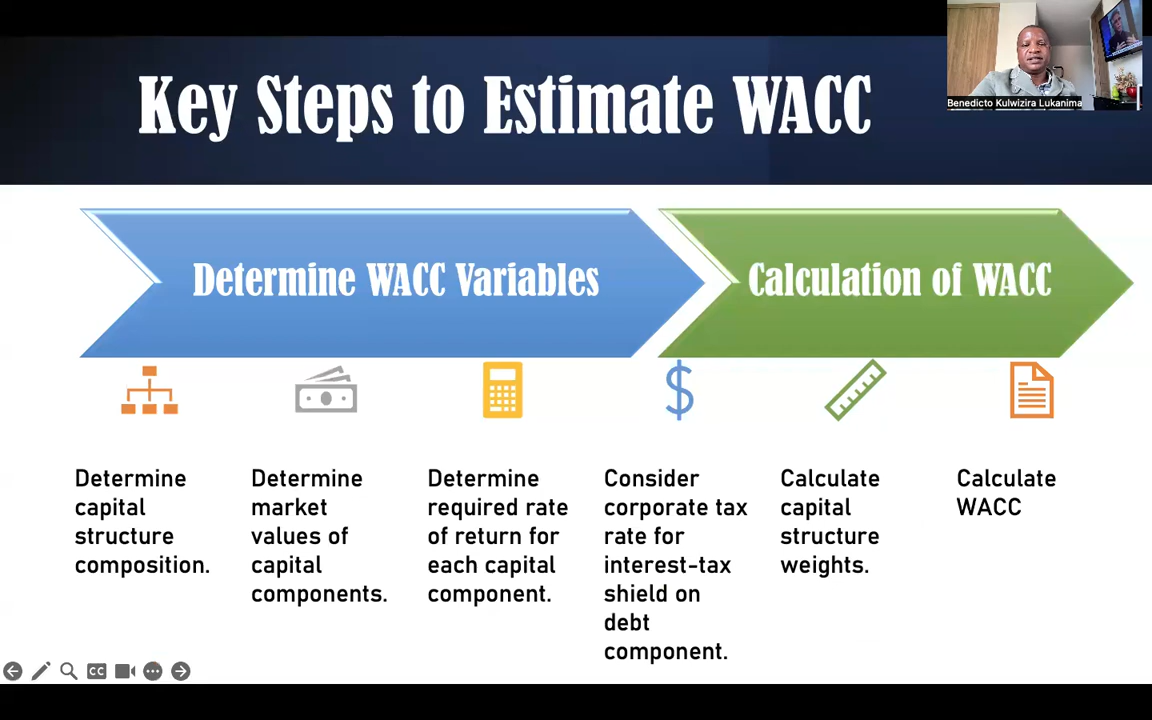 Key Steps to Estimate WACC
Benedicto Kulwizira Lukanima
Determine WACC Variables
Calculation of WACC
Determine
capital
structure
composition.
Determine
market
values of
capital
components.
Determine
required rate
of return for
each capital
component.
Consider
corporate tax
rate for
interest-tax
shield on
debt
component.
Calculate
capital
structure
weights.
Calculate
WACC
CC